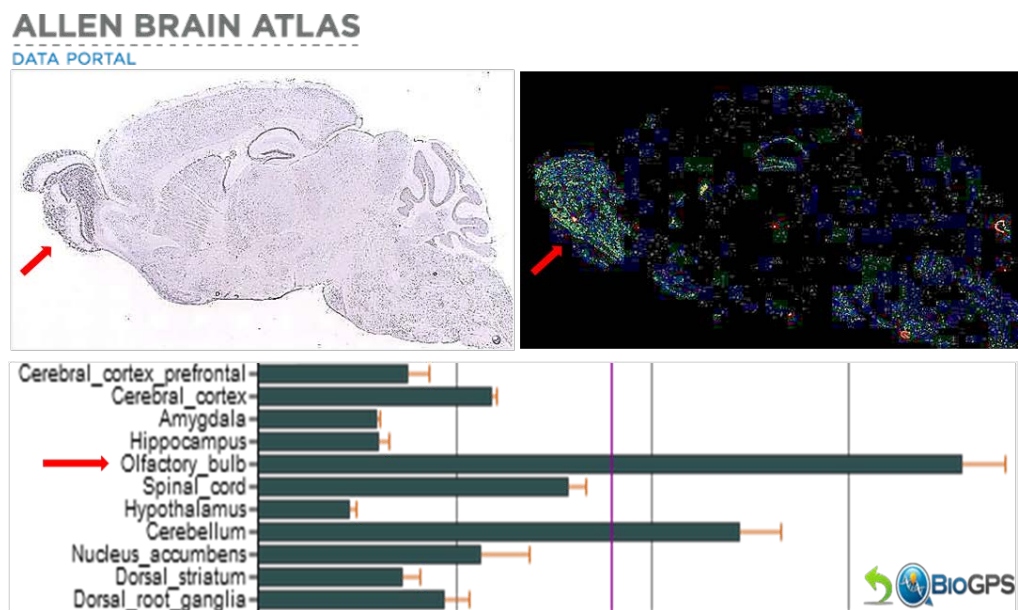 ALLEN BRAIN ATLAS
DATA PORTAL
Cerebral_cortex_prefrontal
Cerebral_cortex
Amygdala
Hippocampus
Olfactory_bulb
Spinal_cord
Hypothalamus
Cerebellum
Nucleus_accumbens
Dorsal_striatum
Dorsal_root_ganglia
BioGPS